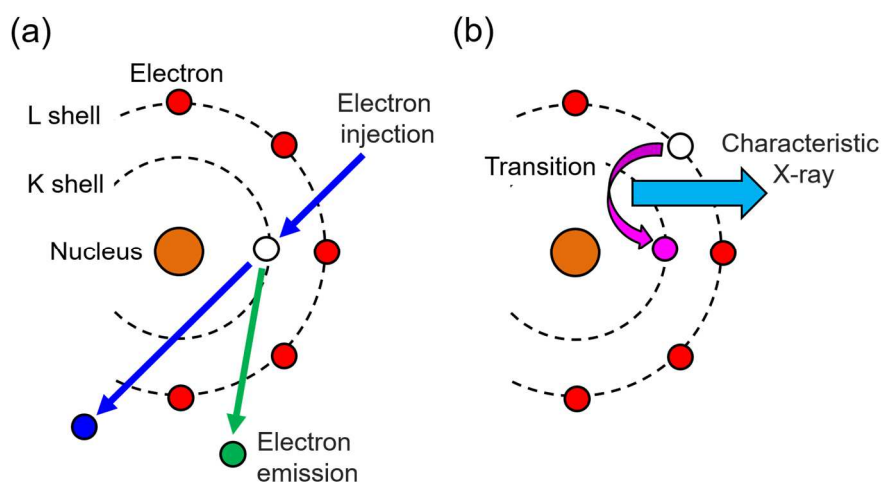 (a)
Electron
L shell
Electron
injection
K shell
Nucleus
Electron
emission
(b)
Transition
Characteristic
X-ray